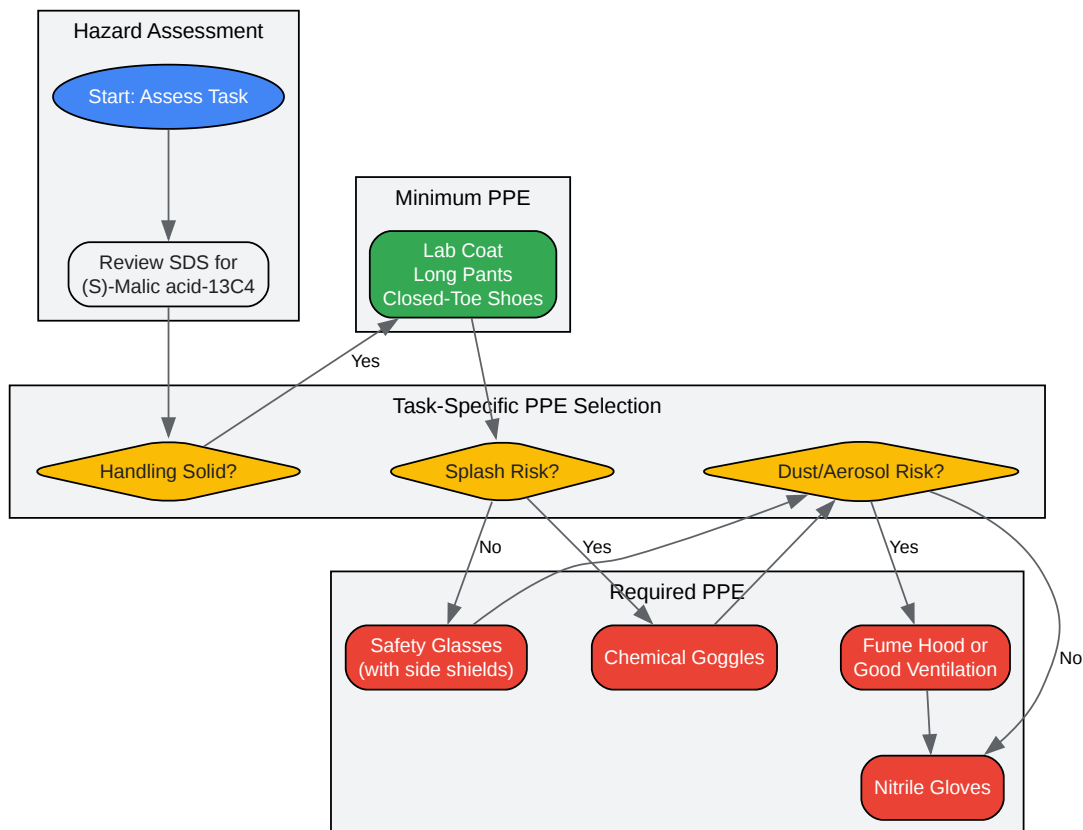 Hazard Assessment
Start: Assess Task
Review SDS for
(S)-Malic acid-13C4
Minimum PPE
Lab Coat
Long Pants
Closed-Toe Shoes
Yes
Task-Specific PPE Selection
Handling Solid?
Splash Risk?
Dust/Aerosol Risk?
No
Yes
Yes
Required PPE
Safety Glasses
(with side shields)
Chemical Goggles
Fume Hood or
Good Ventilation
No
Nitrile Gloves